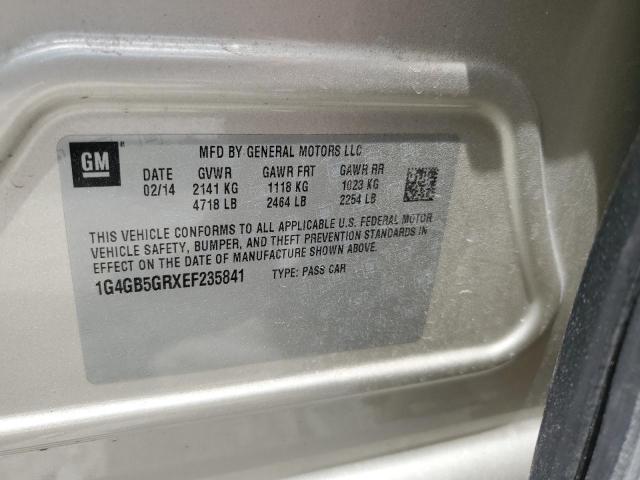 GM
MFD BY GENERAL MOTORS LLC
DATE GVWR GAWR FRT GAWR RR
02/14 2141 KG 1118 KG 1023 KG
4718 LB 2464 LB 2254 LB
THIS VEHICLE CONFORMS TO ALL APPLICABLE U.S. FEDERAL MOTOR
VEHICLE SAFETY, BUMPER, AND THEFT PREVENTION STANDARDS IN
EFFECT ON THE DATE OF MANUFACTURE SHOWN ABOVE.
1G4GB5GRXEF235841 TYPE: PASS CAR